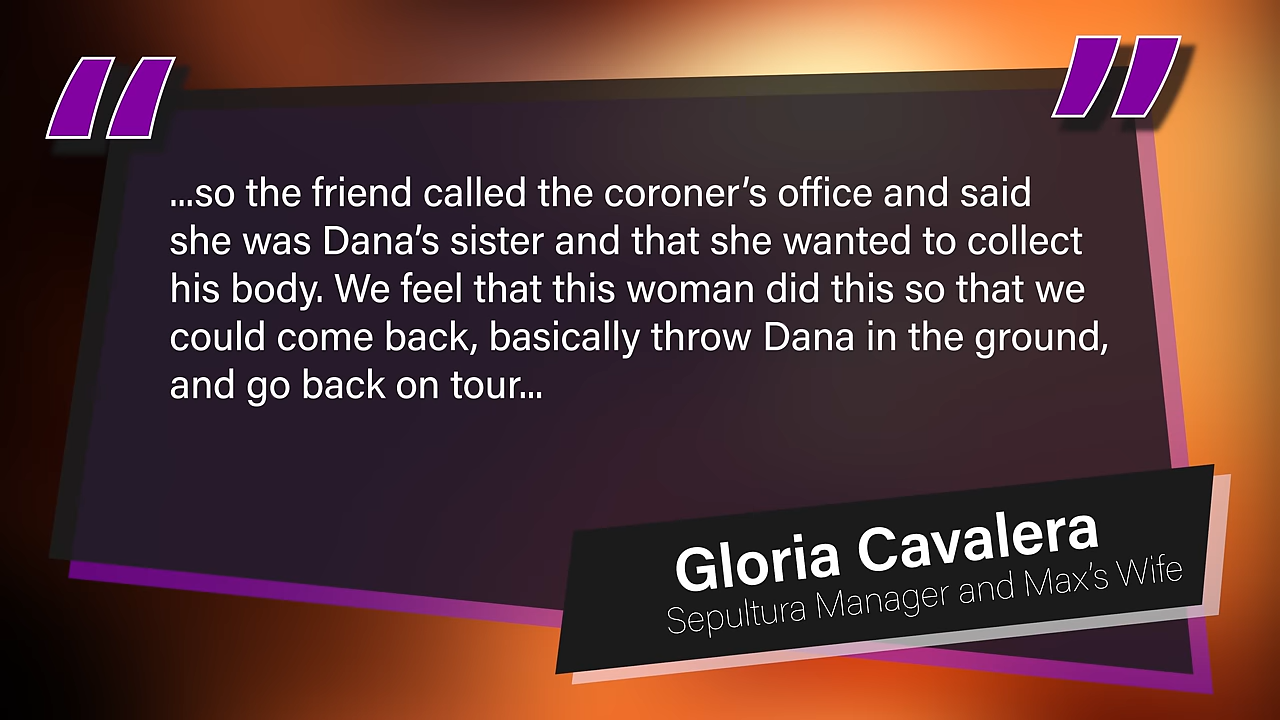 ...so the friend called the coroner’s office and said
she was Dana’s sister and that she wanted to collect
his body. We feel that this woman did this so that we
could come back, basically throw Dana in the ground,
and go back on tour...
Gloria Cavalera
Sepultura Manager and Max’s Wife